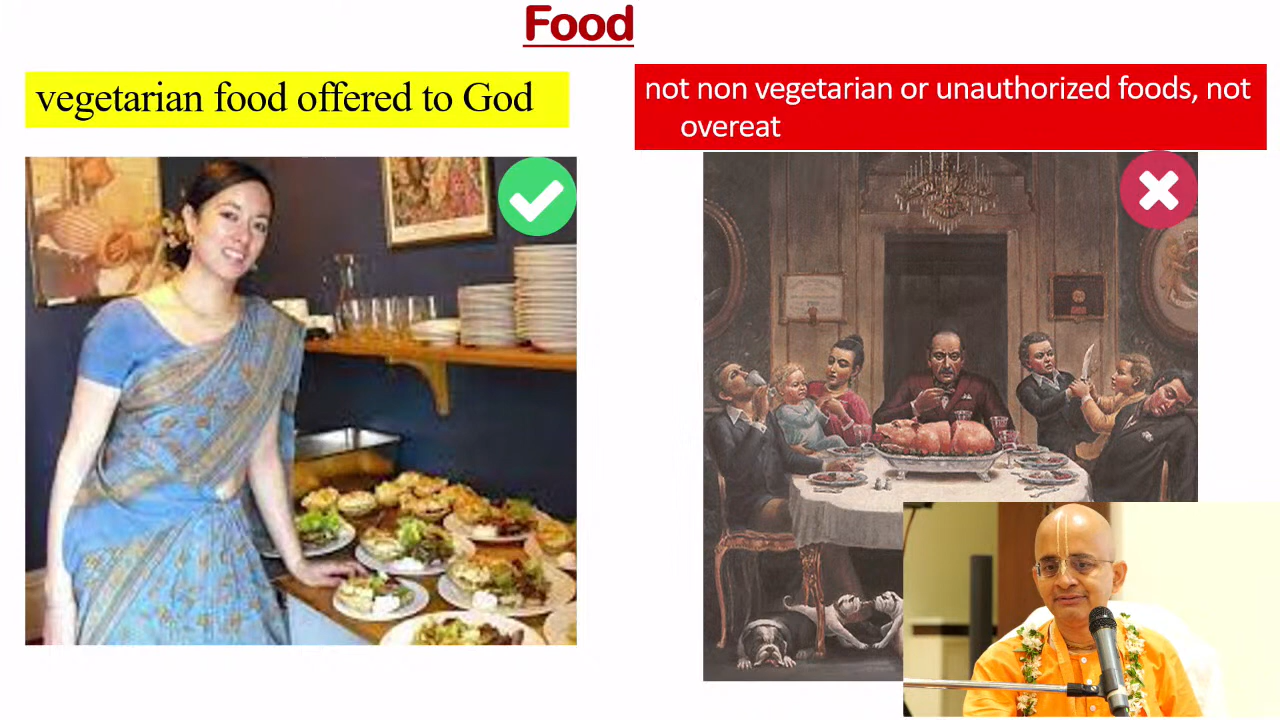 Food
vegetarian food offered to God
not non vegetarian or unauthorized foods, not
overeat